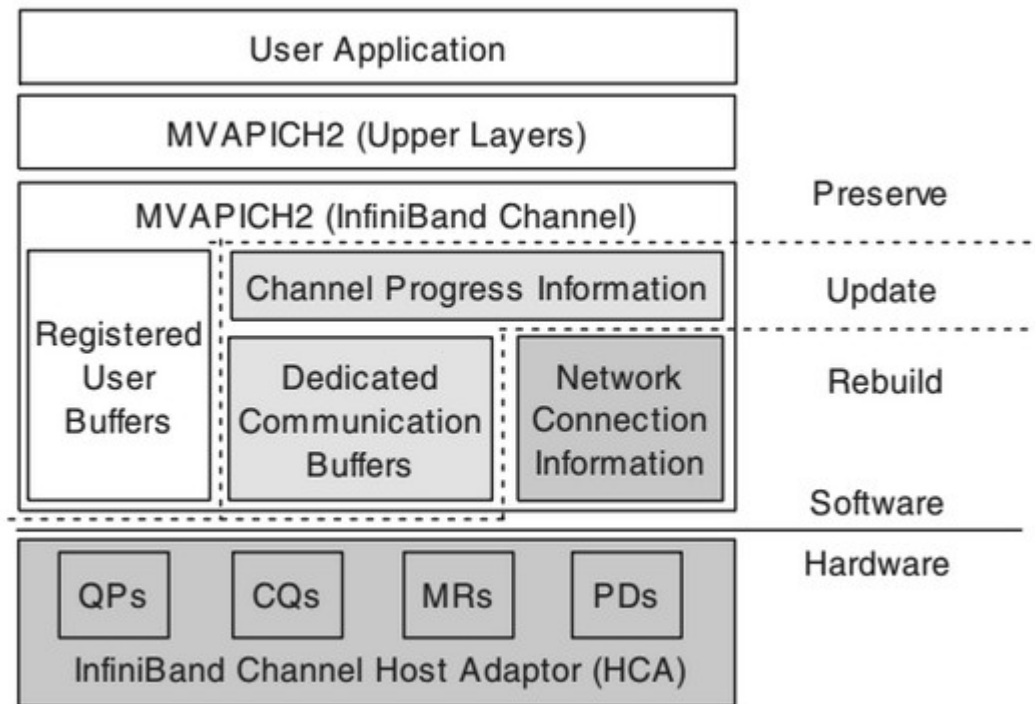 User Application
MVAPICH2 (Upper Layers)
Preserve
MVAPICH2 (InfiniBand Channel)
Channel Progress Information
Update
Registered
User
Buffers
Dedicated
Communication
Buffers
Network
Connection
Information
Rebuild
Software
Hardware
QPs
CQs
MRs
PDs
InfiniBand Channel Host Adaptor (HCA)